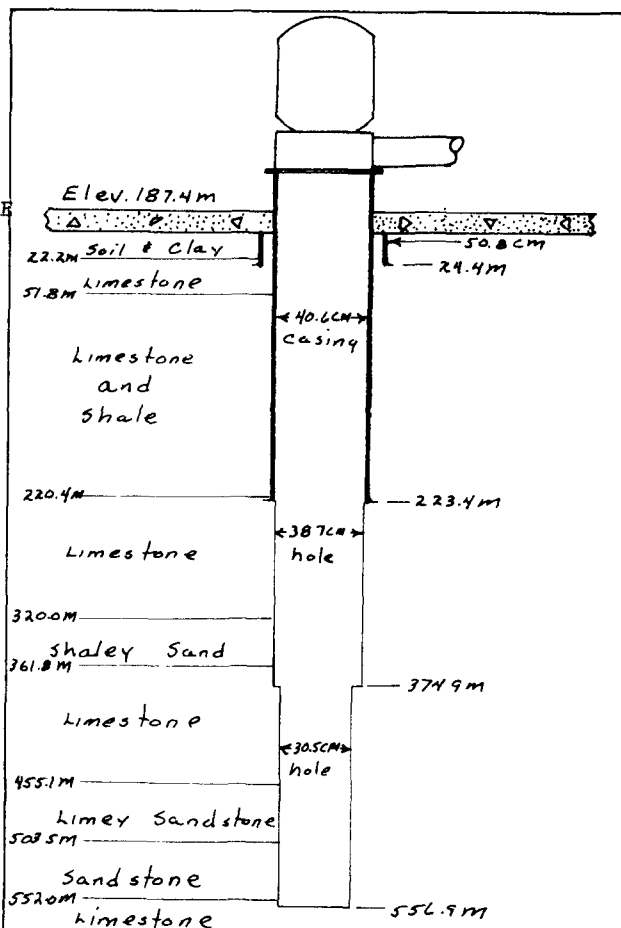 Elev. 187.4m
Soil & Clay
50.8cm
22.2m
24.4m
Limestone
51.8m
40.6cm
Casing
Limestone
and
Shale
220.4m
223.4m
38.7cm
hole
Limestone
320.0m
Shaley Sand
361.8m
374.9m
Limestone
30.5cm
hole
455.1m
Limey Sandstone
503.5m
Sandstone
552.0m
556.9m
Limestone